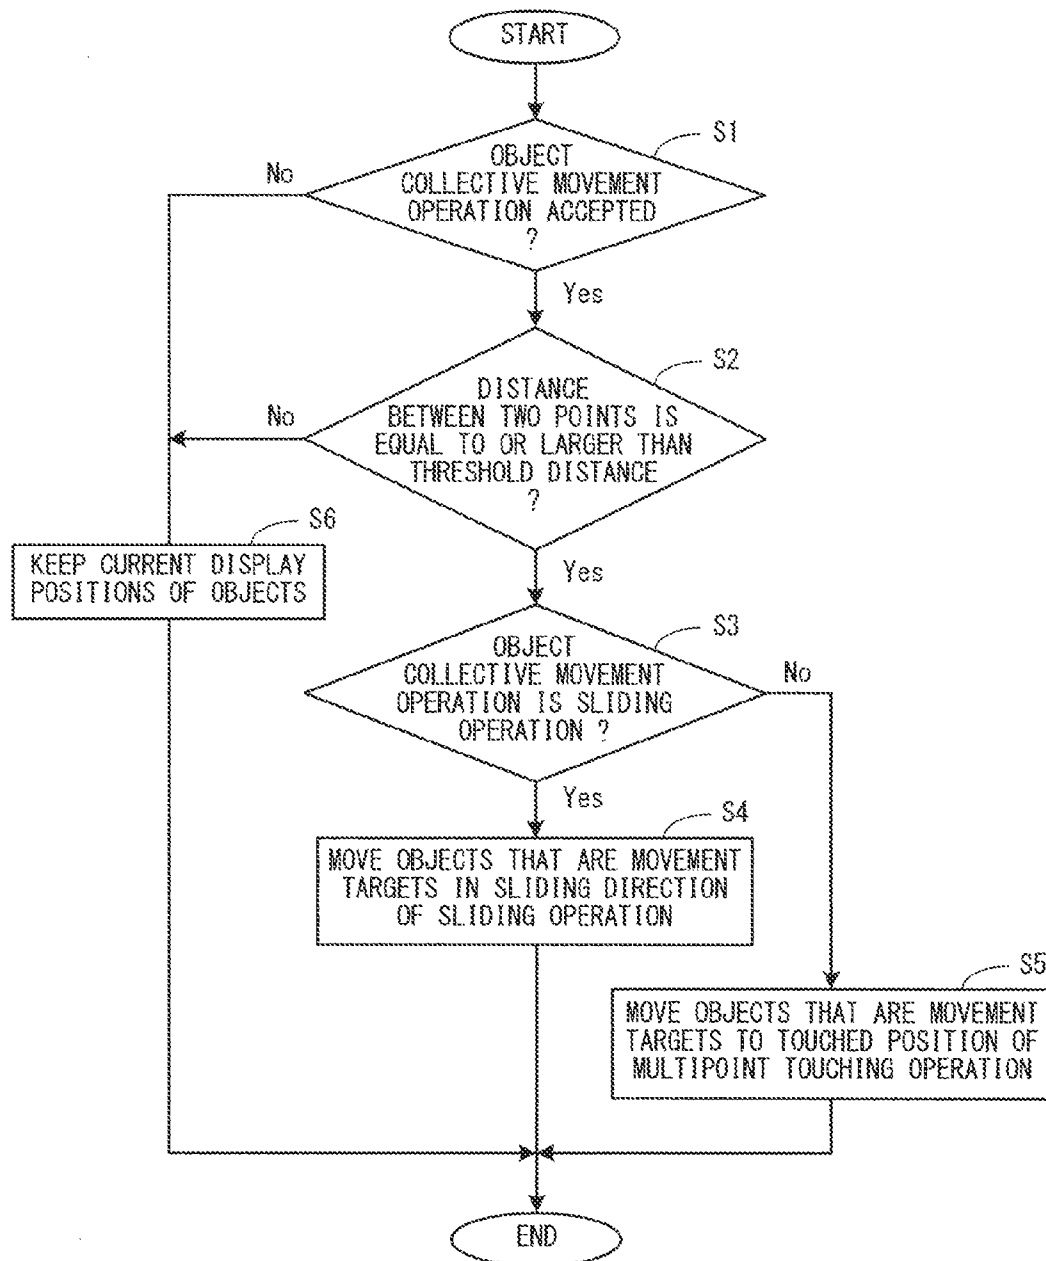 START
S1
OBJECT
COLLECTIVE MOVEMENT
OPERATION ACCEPTED
?
No
Yes
S2
DISTANCE
BETWEEN TWO POINTS IS
EQUAL TO OR LARGER THAN
THRESHOLD DISTANCE
?
No
Yes
S6
KEEP CURRENT DISPLAY
POSITIONS OF OBJECTS
S3
OBJECT
COLLECTIVE MOVEMENT
OPERATION IS SLIDING
OPERATION ?
No
Yes
S4
MOVE OBJECTS THAT ARE MOVEMENT
TARGETS IN SLIDING DIRECTION
OF SLIDING OPERATION
S5
MOVE OBJECTS THAT ARE MOVEMENT
TARGETS TO TOUCHED POSITION OF
MULTIPOINT TOUCHING OPERATION
END